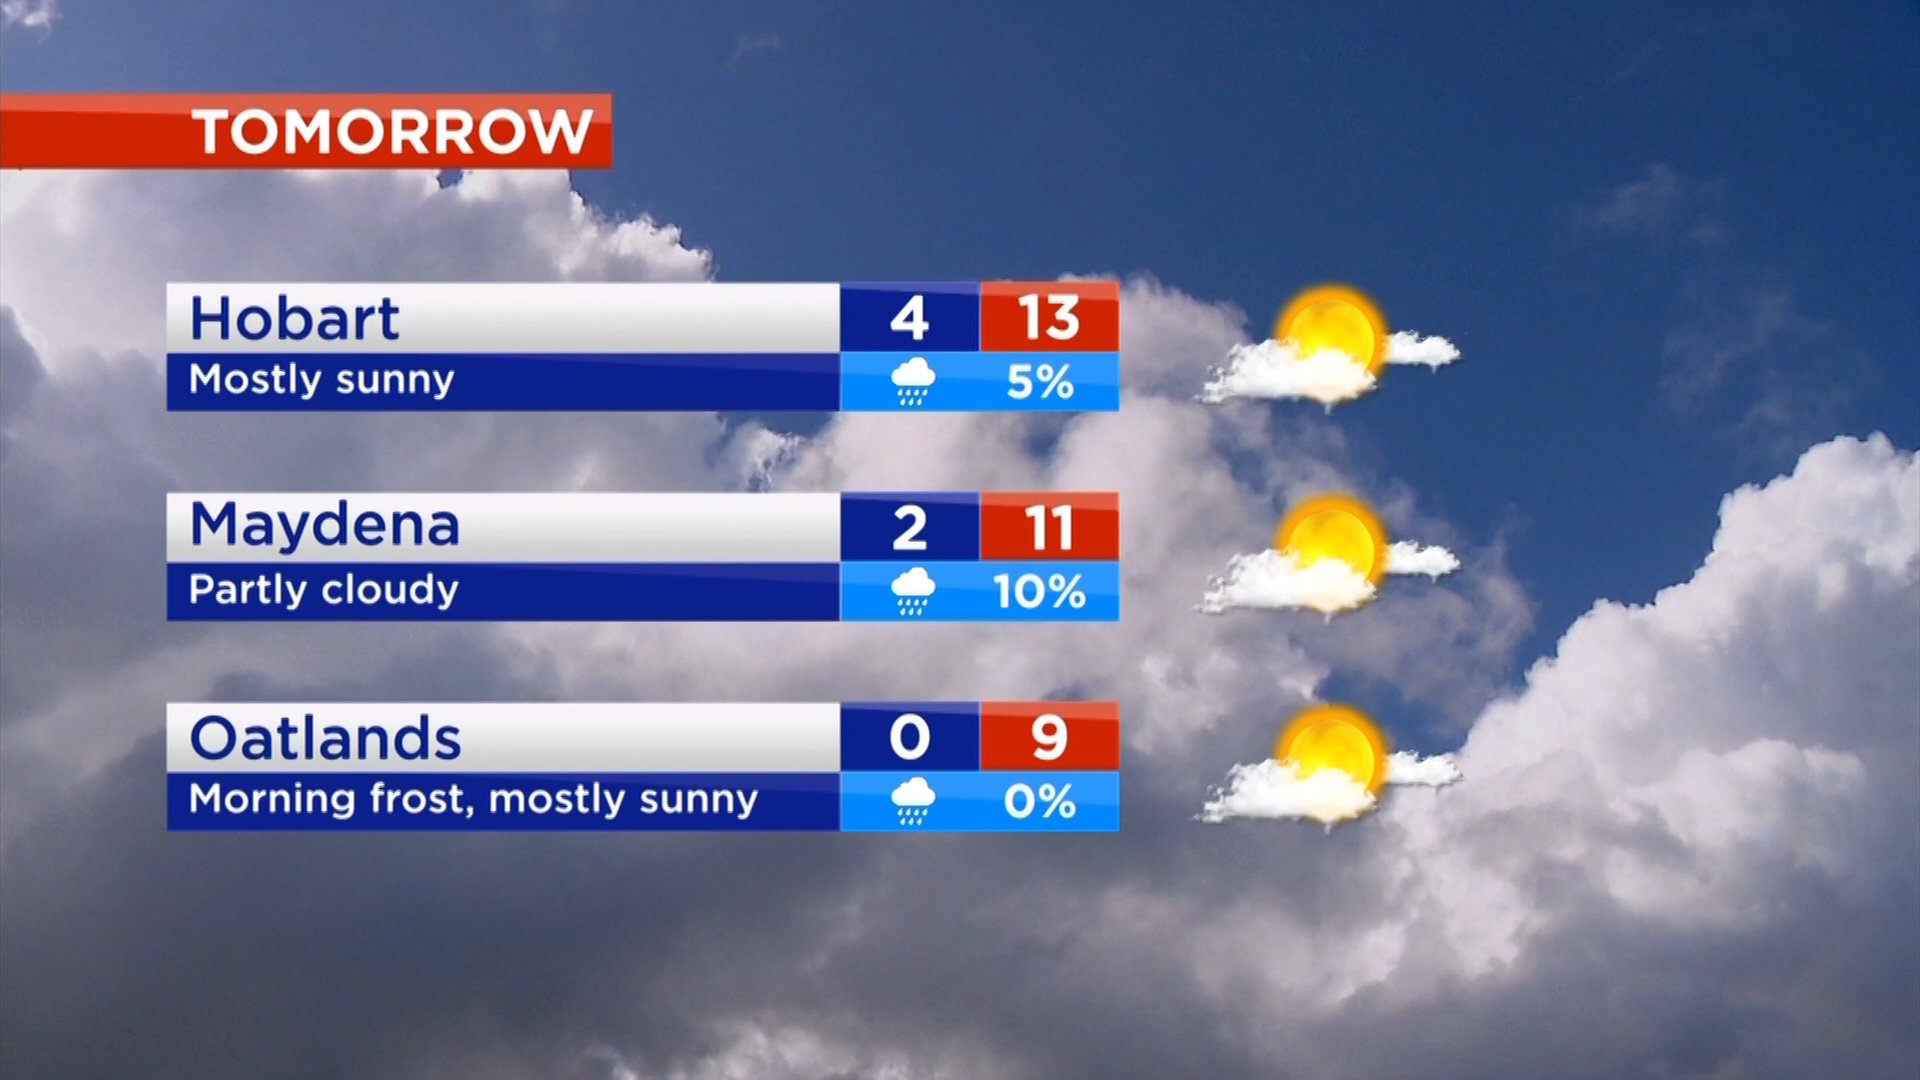 TOMORROW
Hobart 4 13
Mostly sunny 5%
Maydena 2 11
Partly cloudy 10%
Oatlands 0 9
Morning frost, mostly sunny 0%